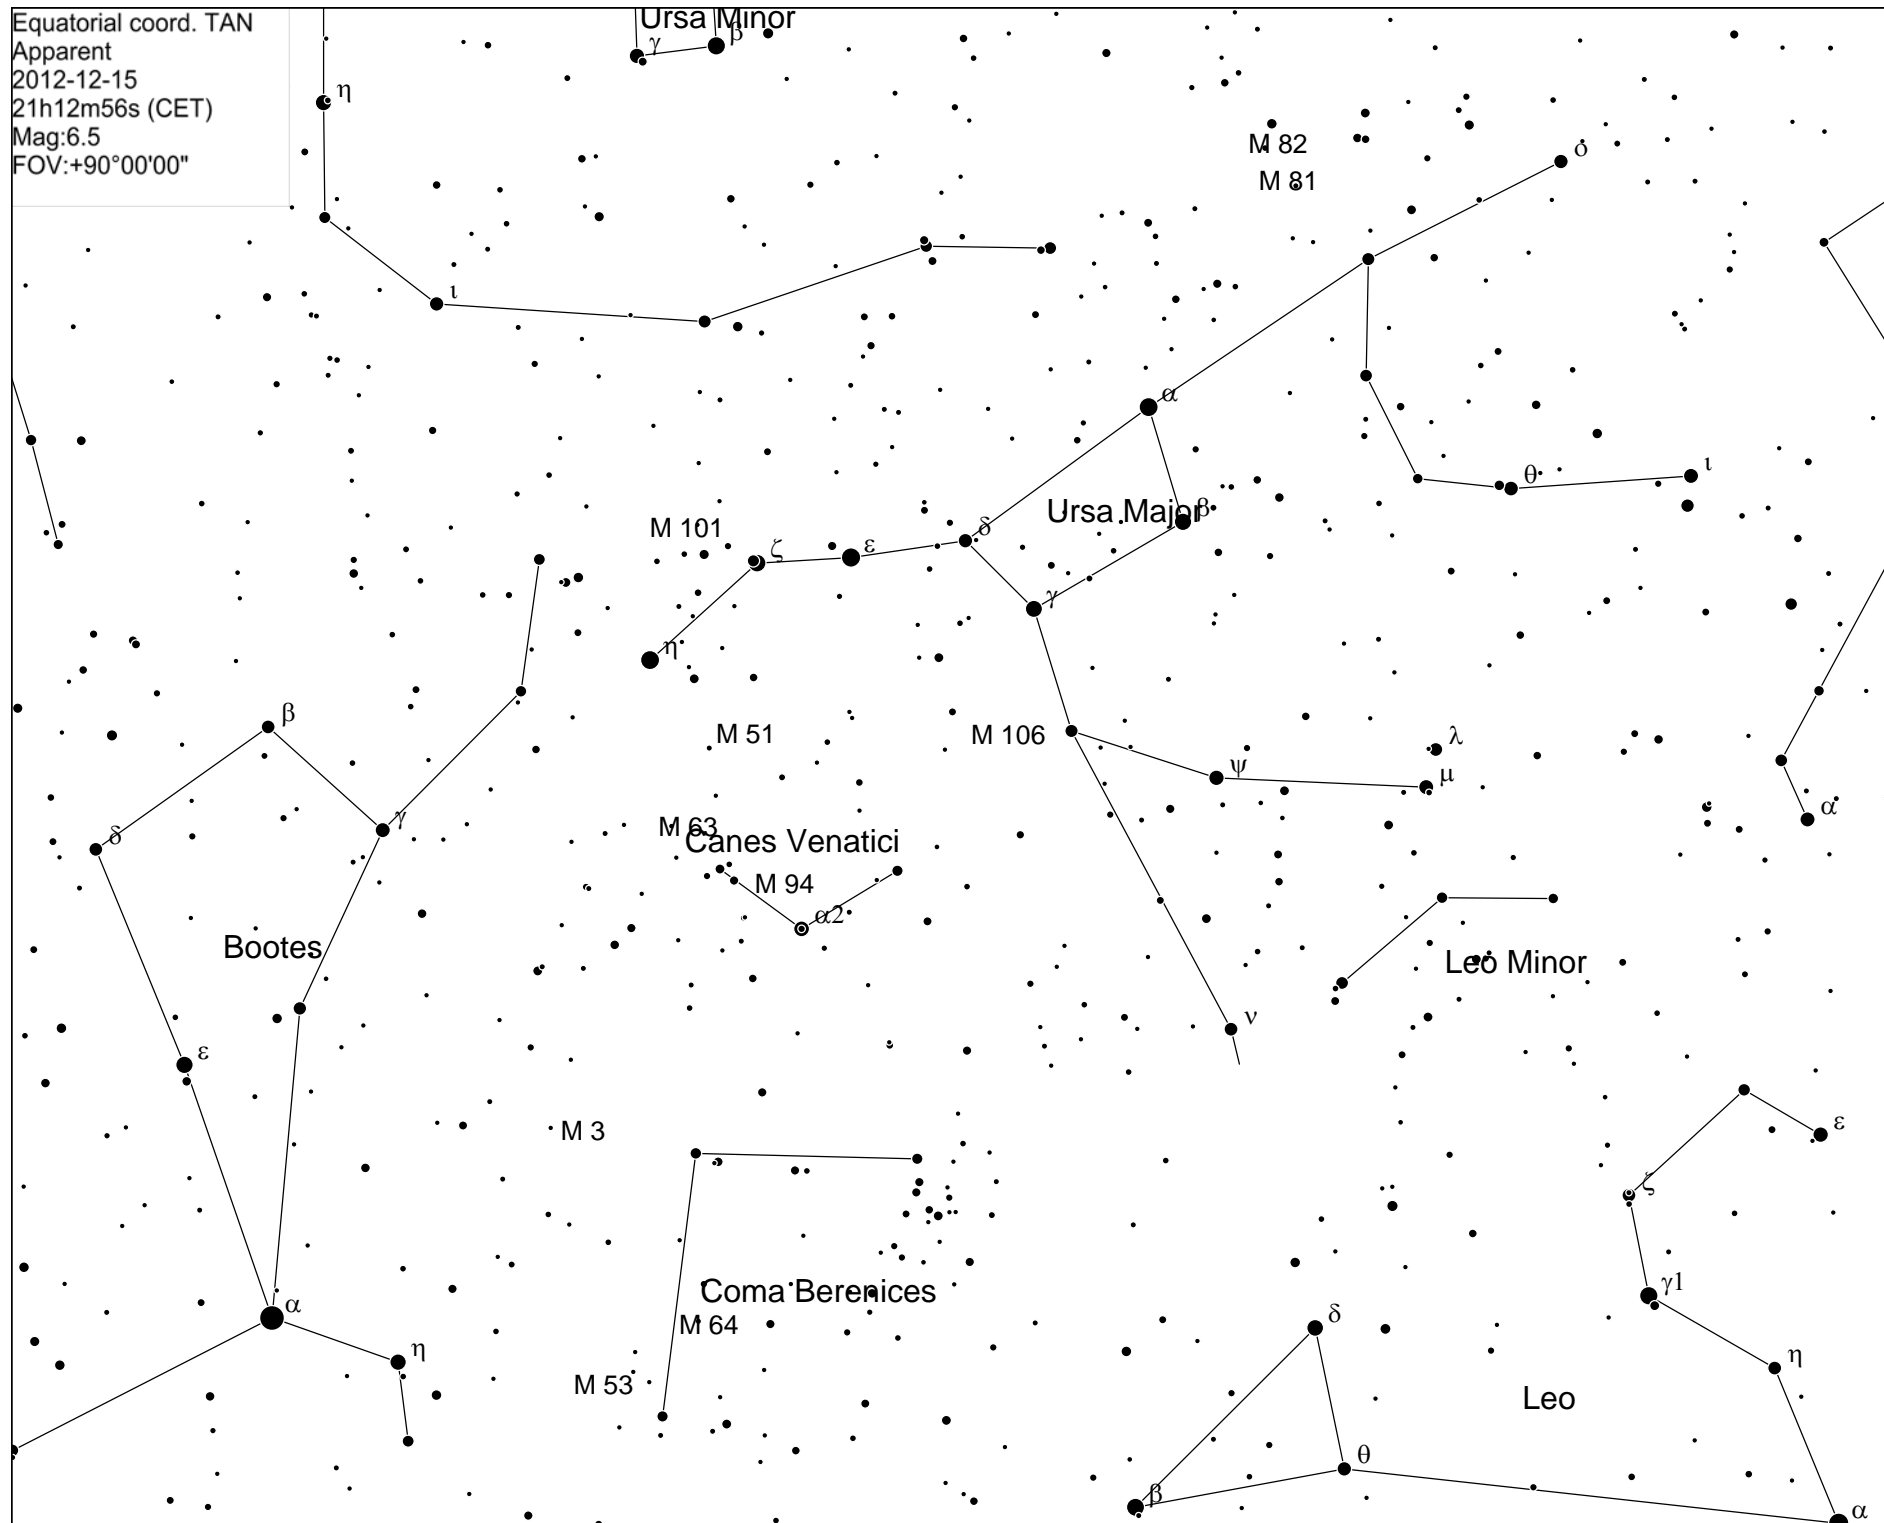 Equatorial coord. TAN
Apparent
2012-12-15
21h12m56s (CET)
Mag:6.5
FOV:+90°00'00"
Ursa Minor
γ
β
η
M 82
M 81
ο
ι
α
θ
ι
Ursa Major
β
M 101
ζ
ε
δ
γ
η
β
M 51
M 106
λ
ψ
μ
α
γ
δ
M 63
Canes Venatici
M 94
α2
Bootes
Leo Minor
ν
ε
M 3
ε
ζ
Coma Berenices
γ1
α
M 64
δ
η
η
M 53
Leo
θ
β
α